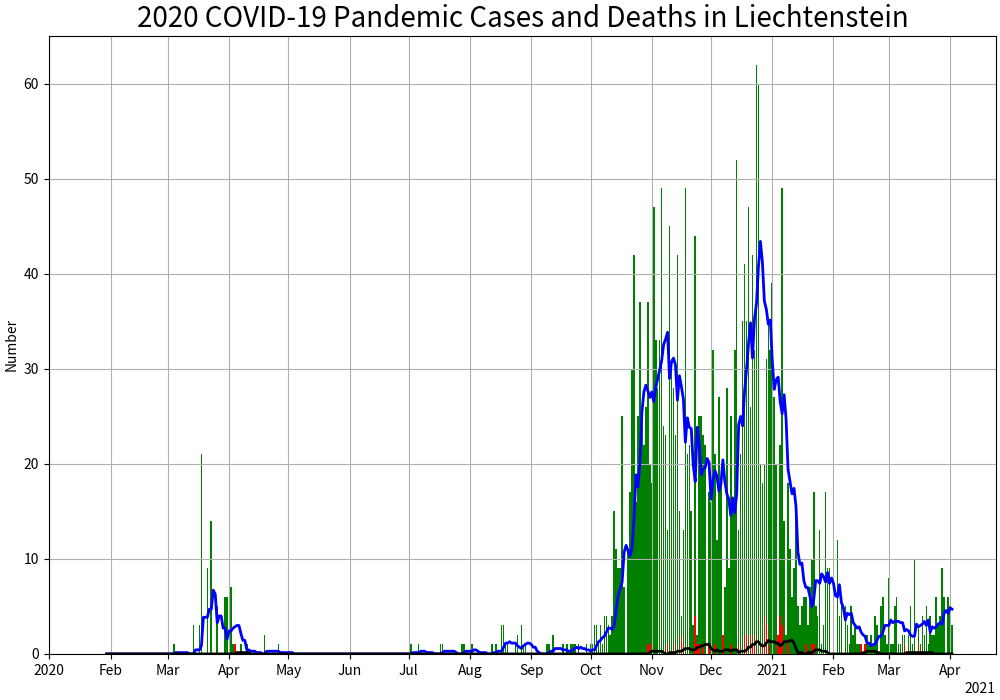 2020 COVID-19 Pandemic Cases and Deaths in Liechtenstein
Number
60
50
40
30
20
10
0
2020 Feb Mar Apr May Jun Jul Aug Sep Oct Nov Dec 2021 Feb Mar Apr
2021